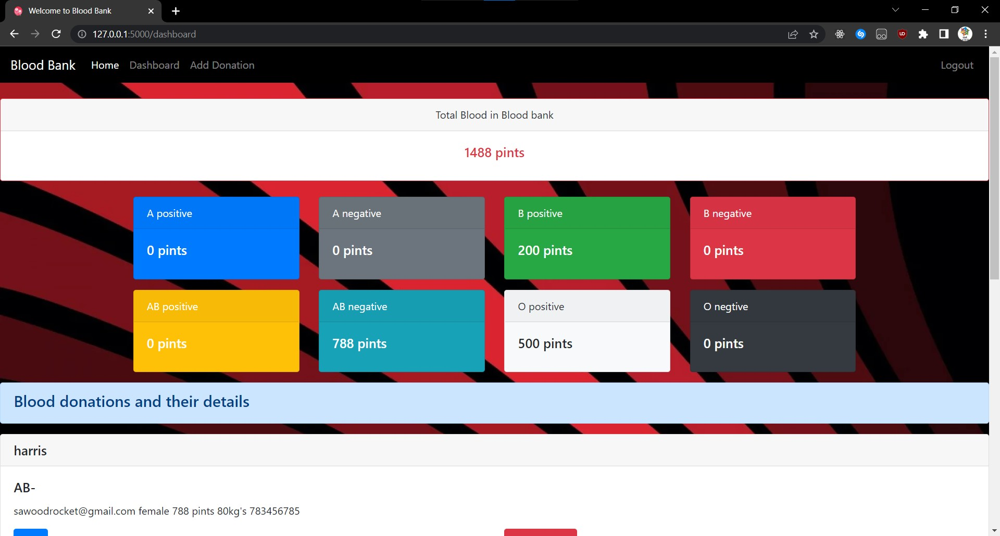 Welcome to Blood Bank
127.0.0.1:5000/dashboard
Blood Bank Home Dashboard Add Donation Logout
Total Blood in Blood bank
1488 pints
A positive A negative B positive B negative
0 pints 0 pints 200 pints 0 pints
AB positive AB negative O positive O negtive
0 pints 788 pints 500 pints 0 pints
Blood donations and their details
harris
AB-
sawoodrocket@gmail.com female 788 pints 80kg's 783456785